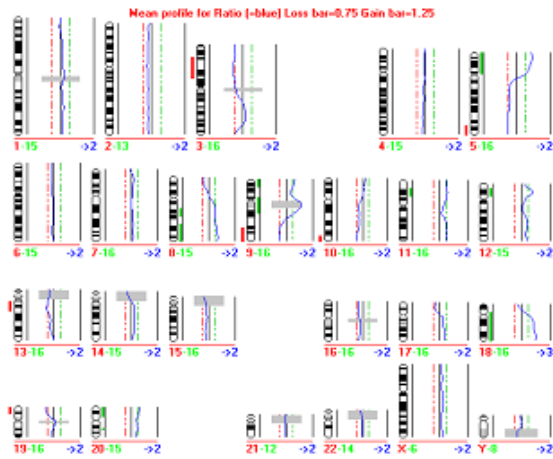 Mean profile for Ratio (=blue) Loss bar=0.75 Gain bar=1.25
1-15 ->2 2-13 ->2 3-16 ->2 4-15 ->2 5-16 ->2
6-15 ->2 7-16 ->2 8-15 ->2 9-16 ->2 10-16 ->2 11-16 ->2 12-15 ->2
13-16 ->2 14-15 ->2 15-16 ->2 16-16 ->2 17-16 ->2 18-16 ->3
19-16 ->2 20-15 ->2 21-12 ->2 22-14 ->2 X-6 ->2 Y-8 ->2